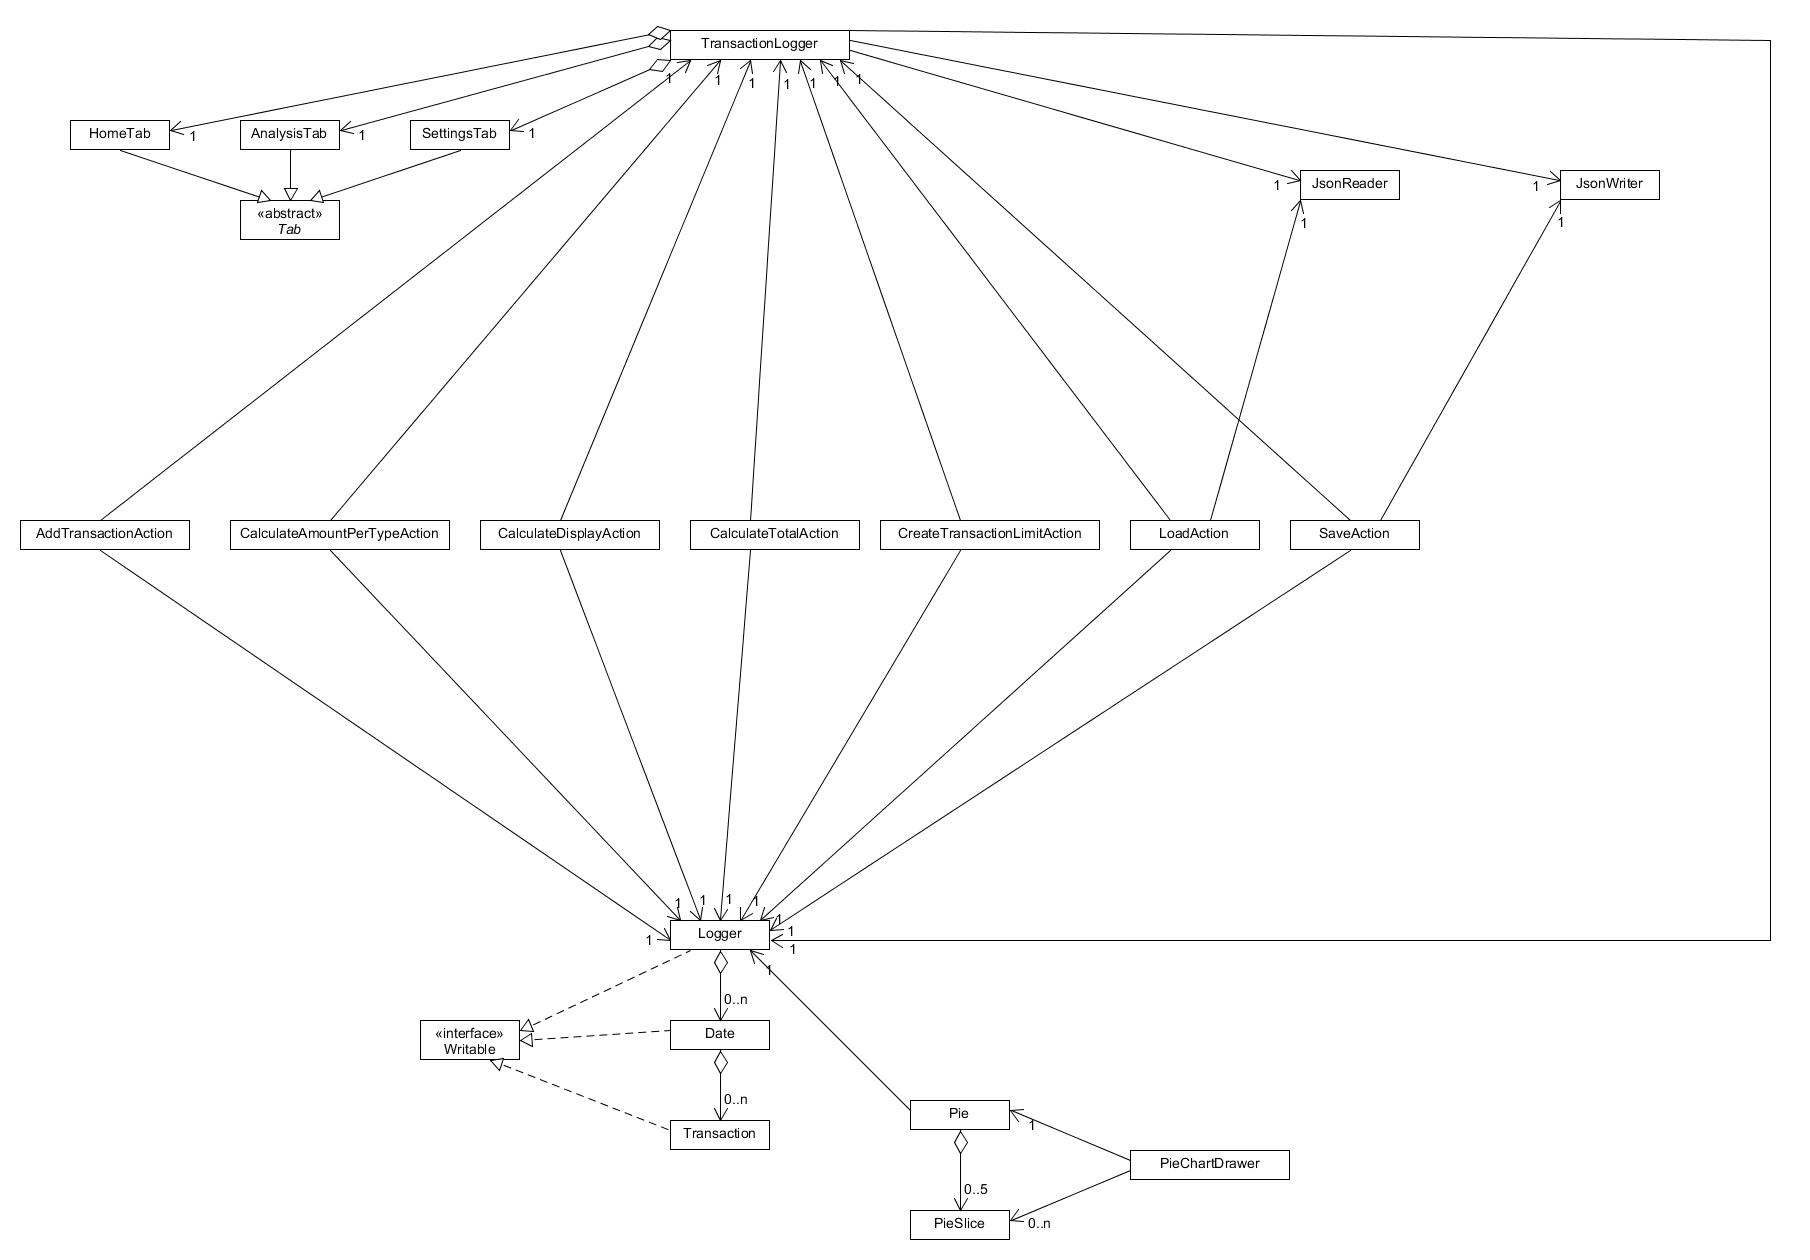 TransactionLogger
1
1
1
1
1
1
1
HomeTab
1
AnalysisTab
1
SettingsTab
1
«abstract»
Tab
1
JsonReader
1
JsonWriter
1
1
AddTransactionAction
CalculateAmountPerTypeAction
CalculateDisplayAction
CalculateTotalAction
CreateTransactionLimitAction
LoadAction
SaveAction
1
1
1
1
1
1
1
Logger
1
1
0..n
«interface»
Writable
Date
0..n
Transaction
Pie
1
PieChartDrawer
0..5
PieSlice
0..n